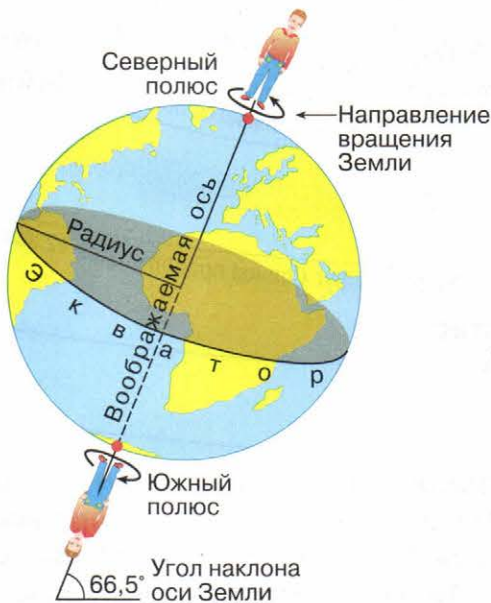 Северный
полюс
Направление
вращения
Земли
Воображаемая ось
Радиус
Экватор
Южный
полюс
66,5°
Угол наклона
оси Земли